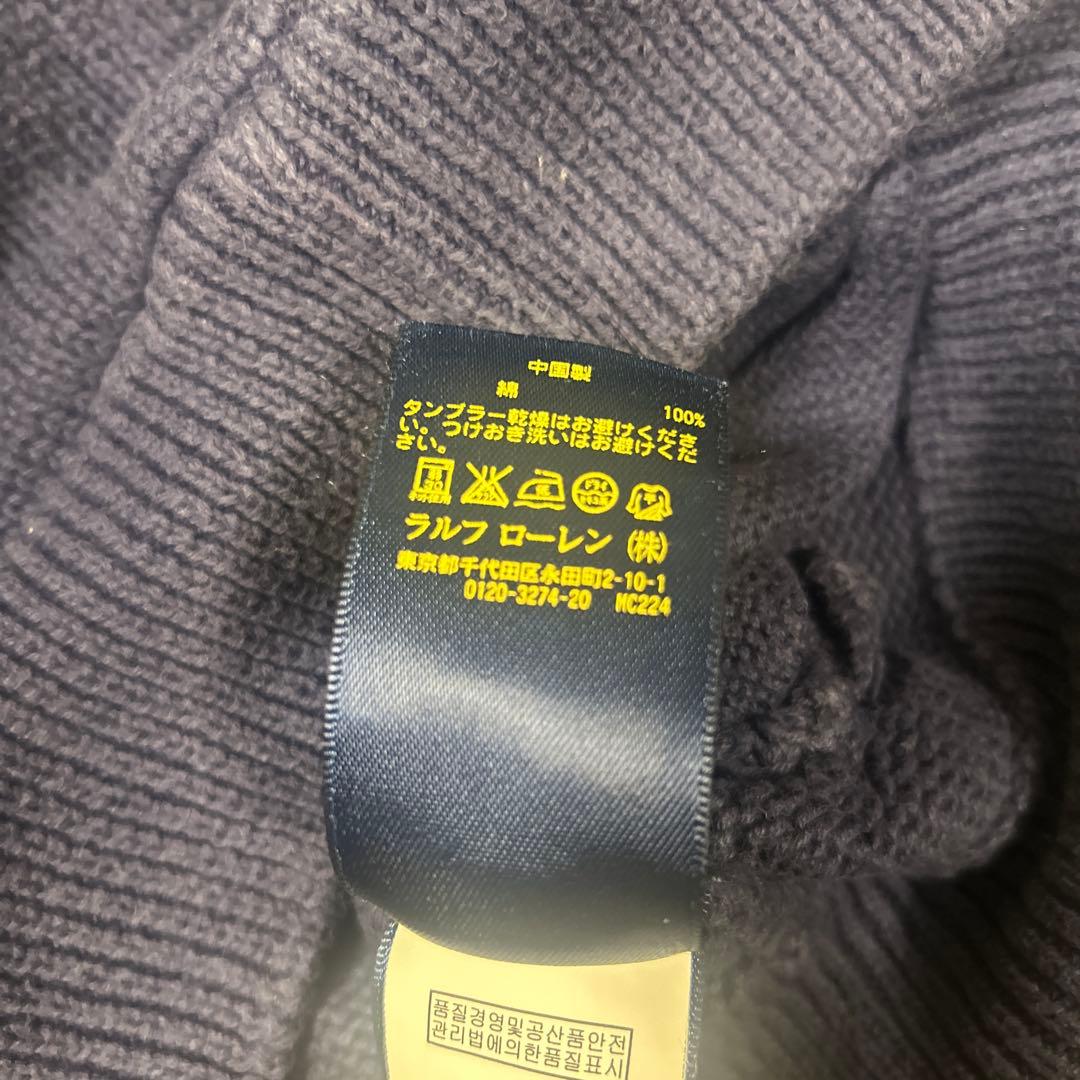 中国製
綿 100%
タンブラー乾燥はお避けくださ
い。つけおき洗いはお避けくだ
さい。
ラルフ ローレン (株)
東京都千代田区永田町2-10-1
0120-3274-20 HC224
품질경영및공산품안전
관리법에의한품질표시